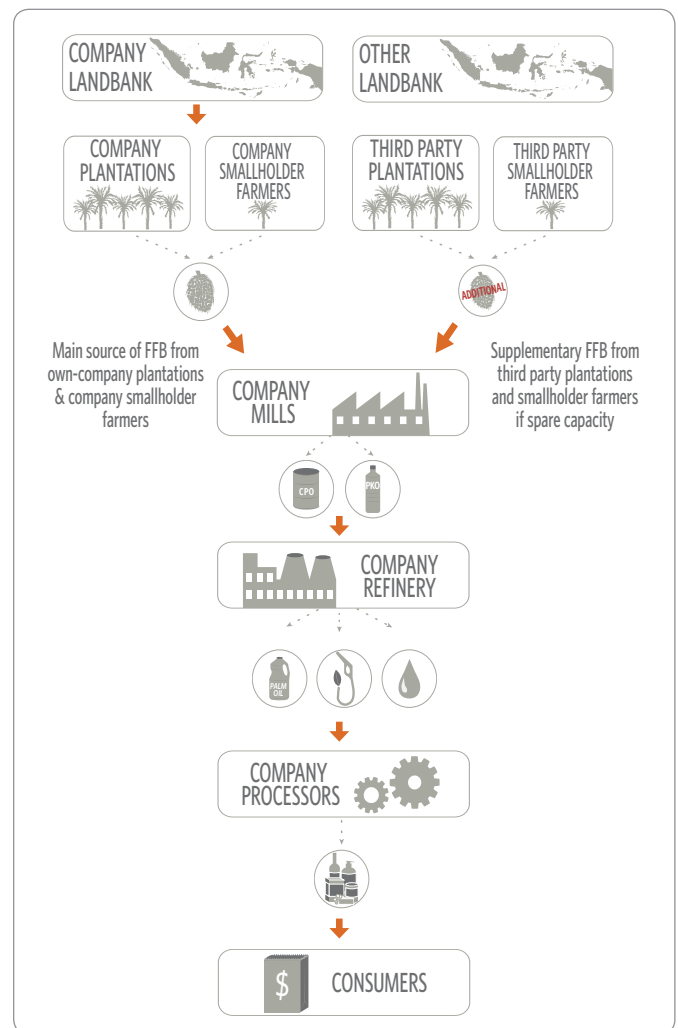 COMPANY
LANDBANK
OTHER
LANDBANK
COMPANY
PLANTATIONS
COMPANY
SMALLHOLDER
FARMERS
THIRD PARTY
PLANTATIONS
THIRD PARTY
SMALLHOLDER
FARMERS
ADDITIONAL
Main source of FFB from
own-company plantations
& company smallholder
farmers
Supplementary FFB from
third party plantations
and smallholder farmers
if spare capacity
COMPANY
MILLS
CPO
PKO
COMPANY
REFINERY
PALM
OIL
COMPANY
PROCESSORS
$
CONSUMERS